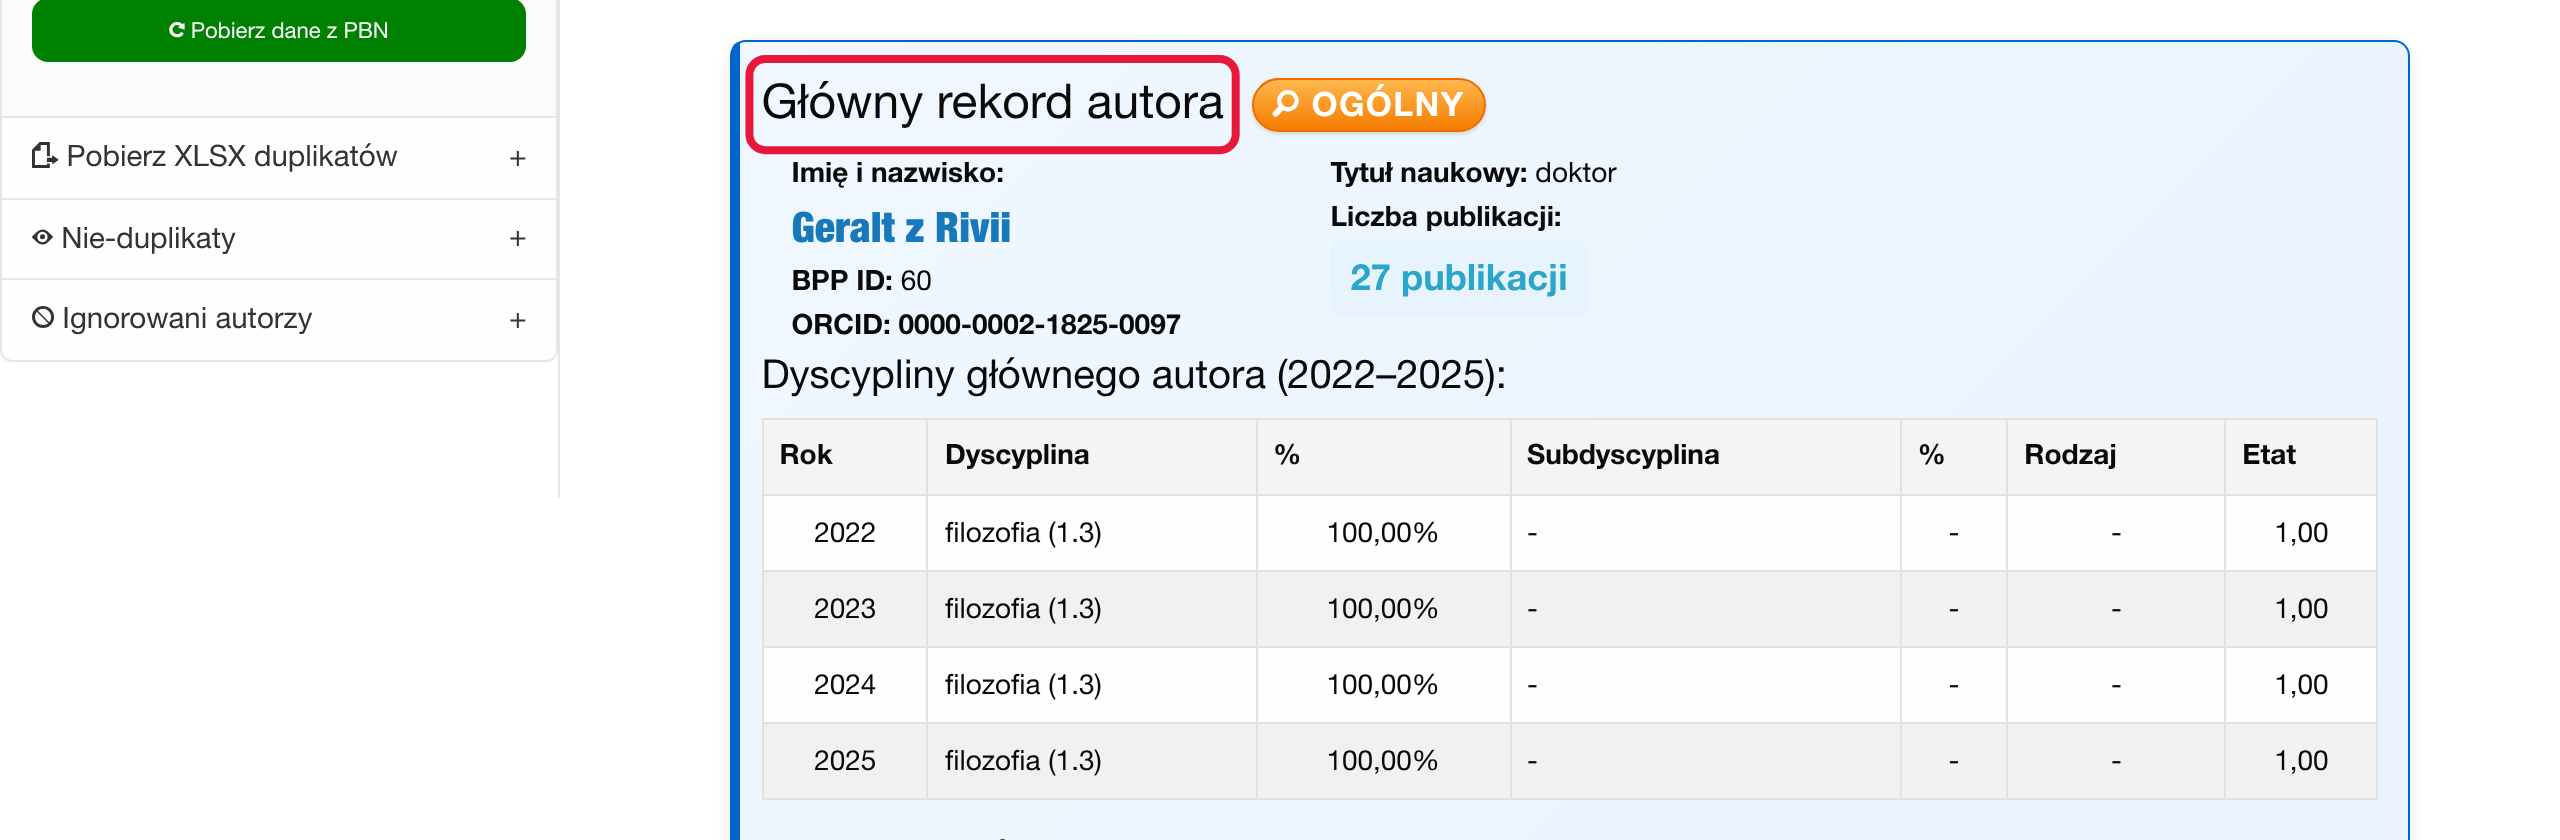 Pobierz dane z PBN
Pobierz XLSX duplikatów +
Nie-duplikaty +
Ignorowani autorzy +
Główny rekord autora OGÓLNY
Imię i nazwisko:
Geralt z Rivii
BPP ID: 60
ORCID: 0000-0002-1825-0097
Tytuł naukowy: doktor
Liczba publikacji:
27 publikacji
Dyscypliny głównego autora (2022–2025):
Rok Dyscyplina % Subdyscyplina % Rodzaj Etat
2022 filozofia (1.3) 100,00% - - - 1,00
2023 filozofia (1.3) 100,00% - - - 1,00
2024 filozofia (1.3) 100,00% - - - 1,00
2025 filozofia (1.3) 100,00% - - - 1,00